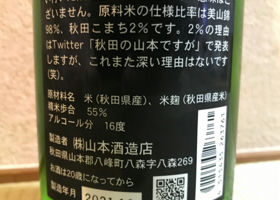 ざいません。原料米の仕様比率は美山錦
98%、秋田こまち2%です。2%の理由
はTwitter「秋田の山本ですが」で発表
しますが、これまた深い理由はないです
(笑)。
原材料名 米(秋田県産)、米麹(秋田県産米)
精米歩合 55%
アルコール分 16度
製造者 ㈱山本酒造店
秋田県山本郡八峰町八森字八森269
お酒は20歳になってから
製造年月